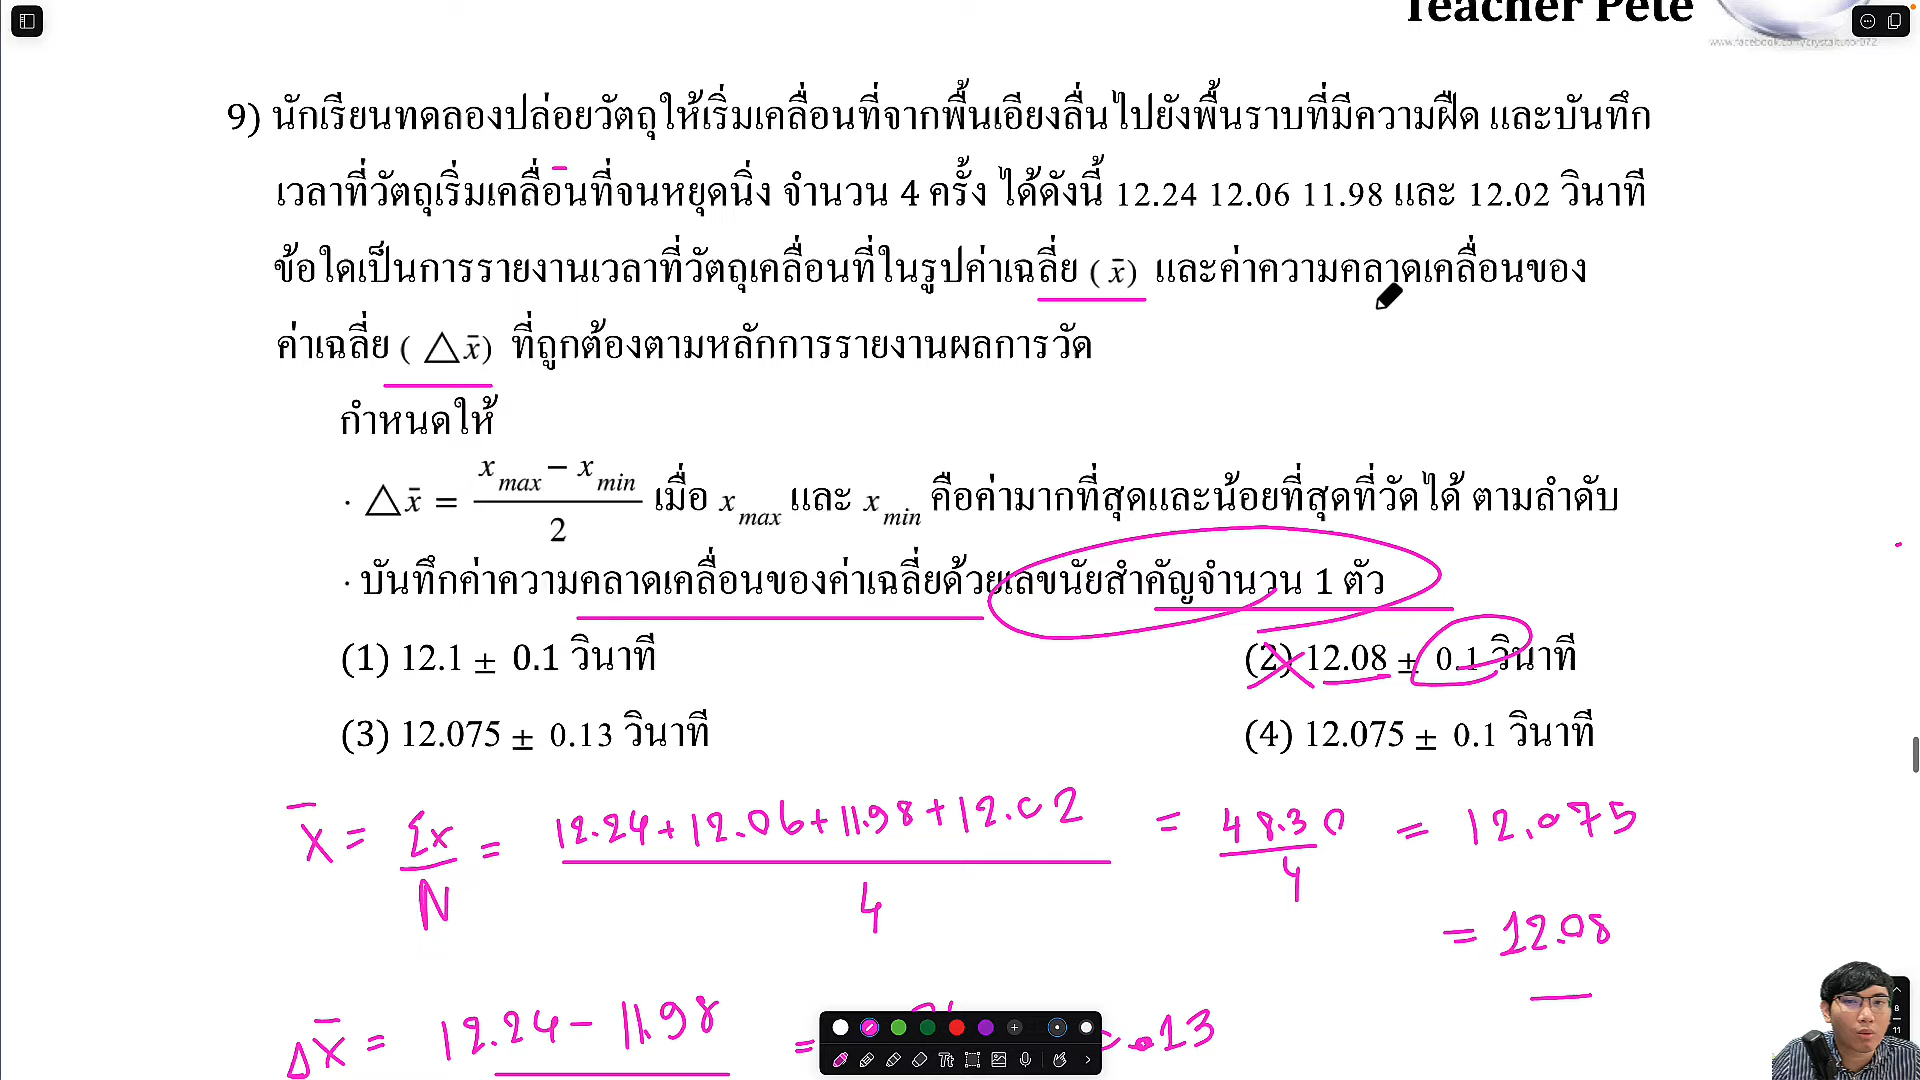 Teacher Pete
www.facebook.com/crystaltutor072
9) นักเรียนทดลองปล่อยวัตถุให้เริ่มเคลื่อนที่จากพื้นเอียงลื่นไปยังพื้นราบที่มีความฝืด และบันทึก
เวลาที่วัตถุเริ่มเคลื่อนที่จนหยุดนิ่ง จำนวน 4 ครั้ง ได้ดังนี้ 12.24 12.06 11.98 และ 12.02 วินาที
ข้อใดเป็นการรายงานเวลาที่วัตถุเคลื่อนที่ในรูปค่าเฉลี่ย ( x̄) และค่าความคลาดเคลื่อนของ
ค่าเฉลี่ย ( △x̄) ที่ถูกต้องตามหลักการรายงานผลการวัด
กำหนดให้
· △x̄ = (x_max − x_min)/2 เมื่อ x_max และ x_min คือค่ามากที่สุดและน้อยที่สุดที่วัดได้ ตามลำดับ
· บันทึกค่าความคลาดเคลื่อนของค่าเฉลี่ยด้วยเลขนัยสำคัญจำนวน 1 ตัว
(1) 12.1 ± 0.1 วินาที (2) 12.08 ± 0.1 วินาที
(3) 12.075 ± 0.13 วินาที (4) 12.075 ± 0.1 วินาที
x̄ = Σx/N = (12.24+12.06+11.98+12.02)/4 = 48.30/4 = 12.075
= 12.08
Δx̄ = 12.24 − 11.98 = .13